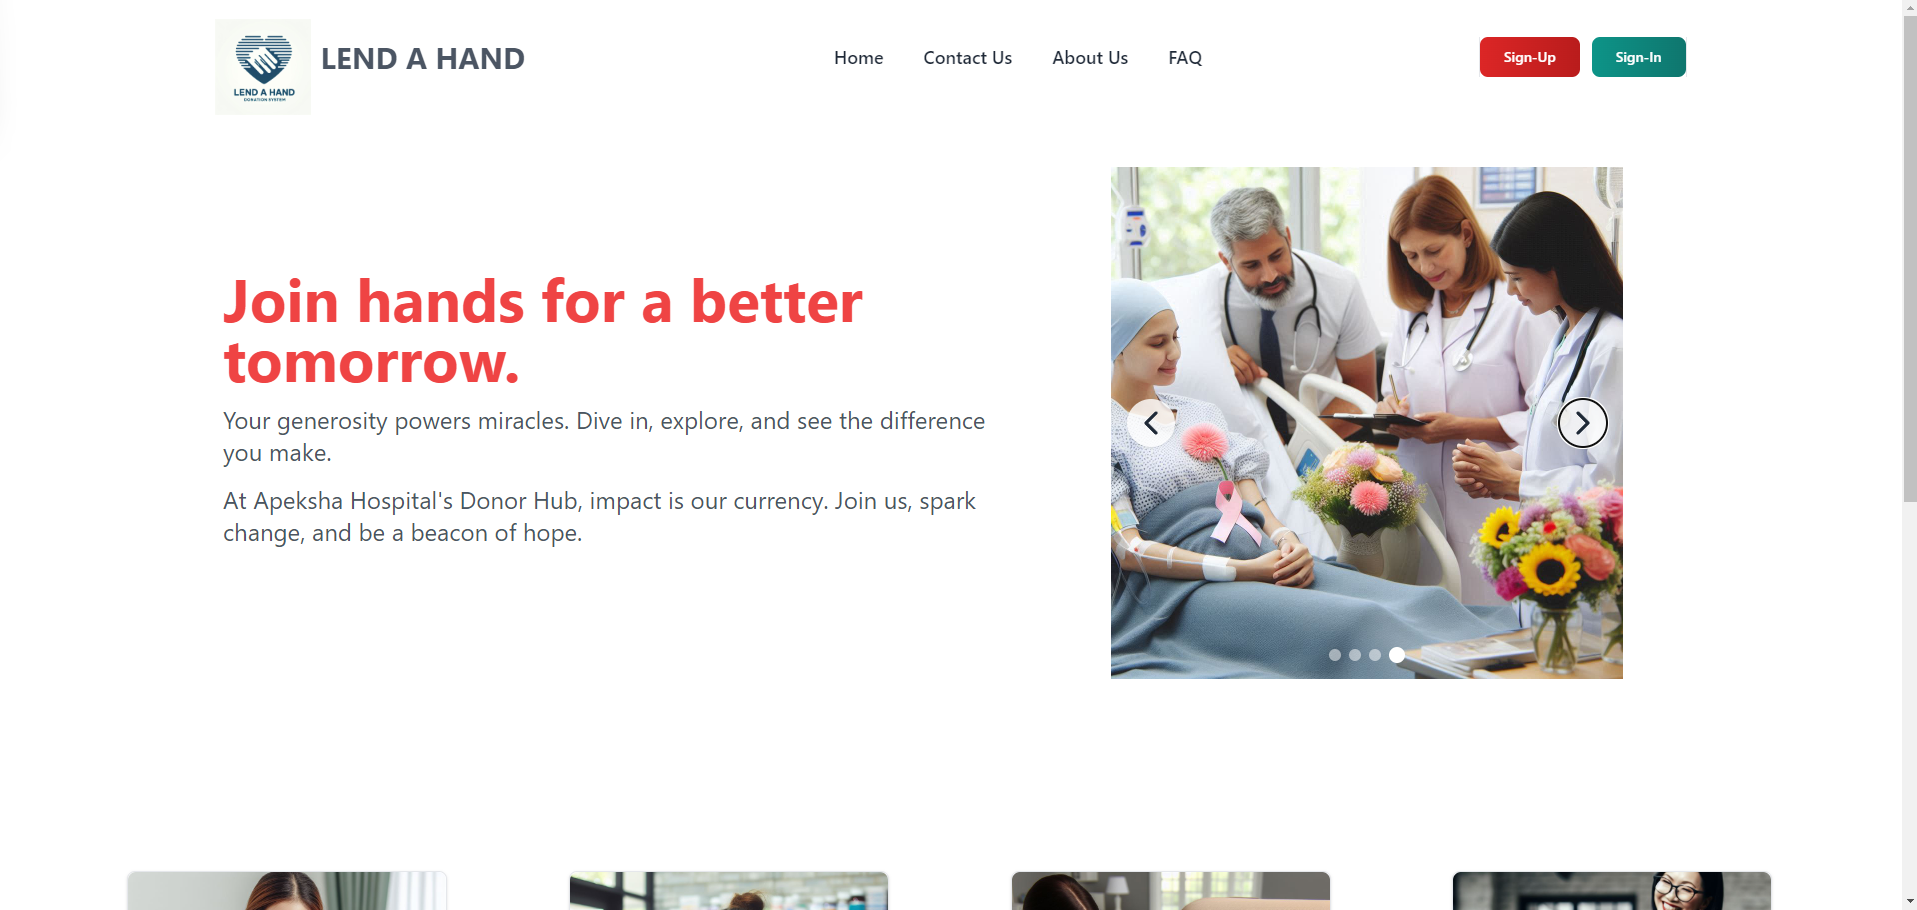 LEND A HAND
DONATION SYSTEM
LEND A HAND
Home
Contact Us
About Us
FAQ
Sign-Up
Sign-In
Join hands for a better
tomorrow.
Your generosity powers miracles. Dive in, explore, and see the difference
you make.
At Apeksha Hospital's Donor Hub, impact is our currency. Join us, spark
change, and be a beacon of hope.